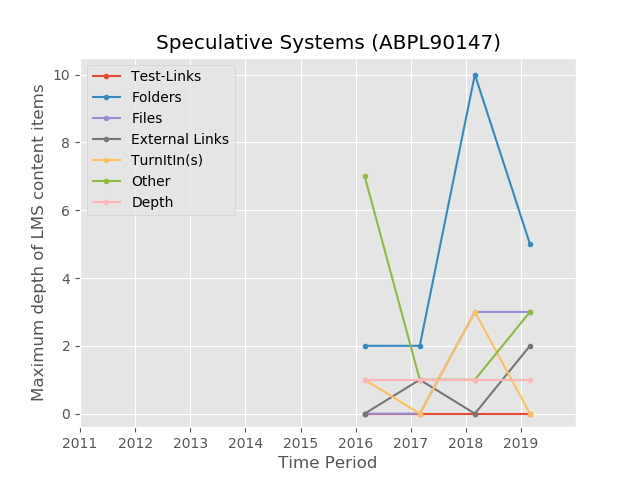 Speculative Systems (ABPL90147)
Maximum depth of LMS content items
10
8
6
4
2
0
Test-Links
Folders
Files
External Links
TurnItIn(s)
Other
Depth
2011 2012 2013 2014 2015 2016 2017 2018 2019
Time Period